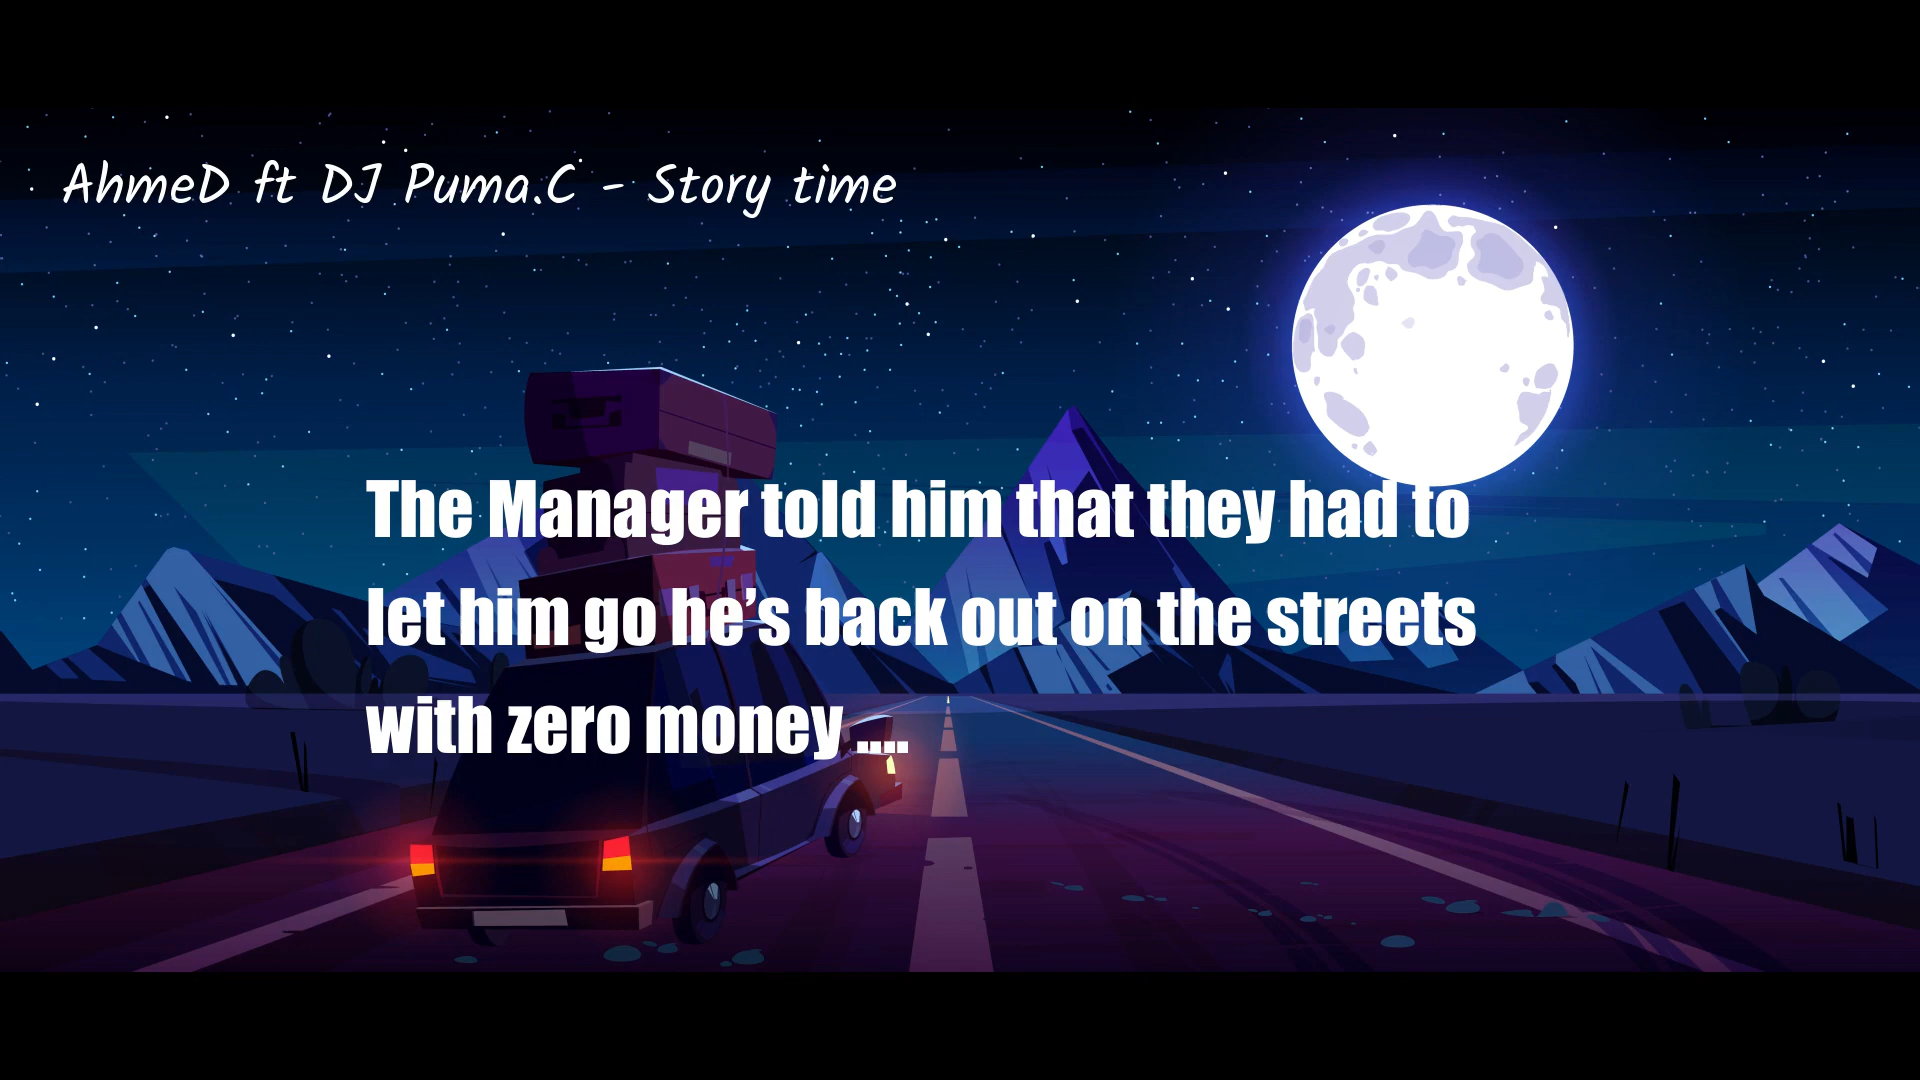 AhmeD ft DJ Puma.C - Story time
The Manager told him that they had to
let him go he’s back out on the streets
with zero money ....